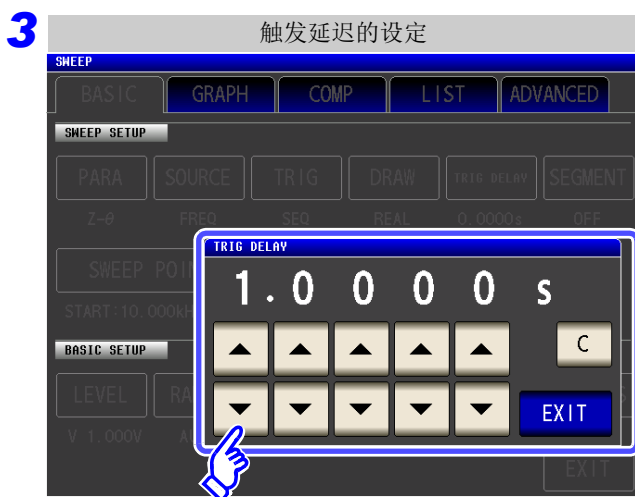 3
触发延迟的设定
SWEEP
BASIC GRAPH COMP LIST ADVANCED
SWEEP SETUP
PARA SOURCE TRIG DRAW TRIG DELAY SEGMENT
Z-θ FREQ SEQ REAL 0.0000s OFF
TRIG DELAY
SWEEP
START:10.
1.0000 s
C
BASIC SETUP
LEVEL
EXIT
V 1.000V
EXIT